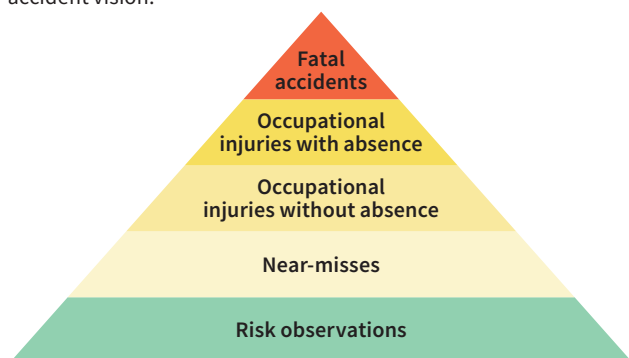 accident vision.
Fatal
accidents
Occupational
injuries with absence
Occupational
injuries without absence
Near-misses
Risk observations